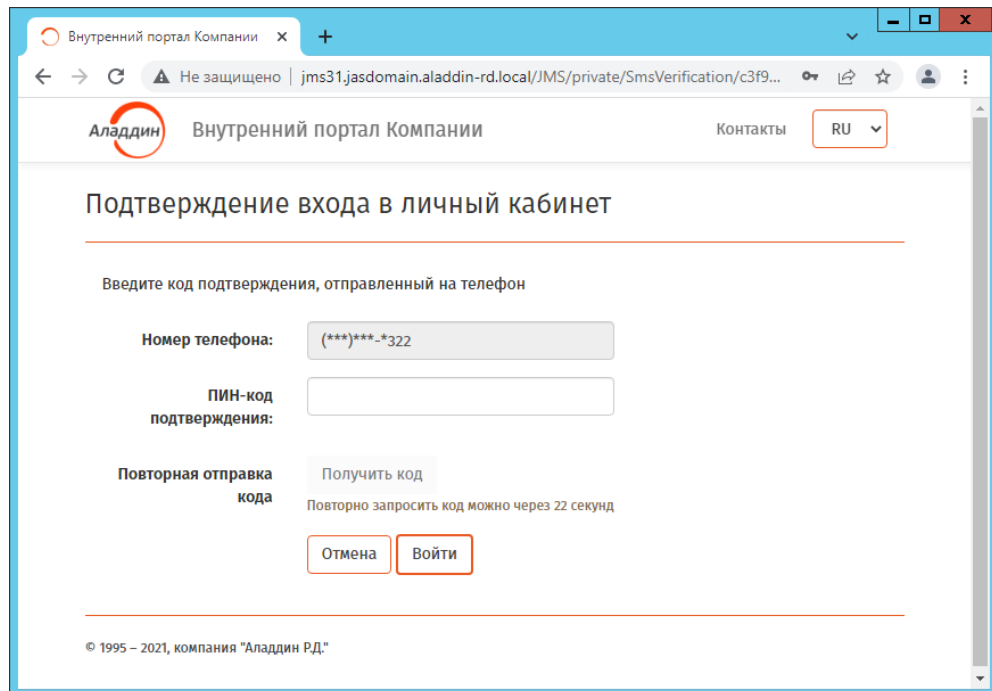 Внутренний портал Компании
Не защищено | jms31.jasdomain.aladdin-rd.local/JMS/private/SmsVerification/c3f9...
Аладдин Внутренний портал Компании Контакты RU
Подтверждение входа в личный кабинет
Введите код подтверждения, отправленный на телефон
Номер телефона: (***)***-*322
ПИН-код
подтверждения:
Повторная отправка Получить код
кода
Повторно запросить код можно через 22 секунд
Отмена Войти
© 1995 – 2021, компания "Аладдин Р.Д."